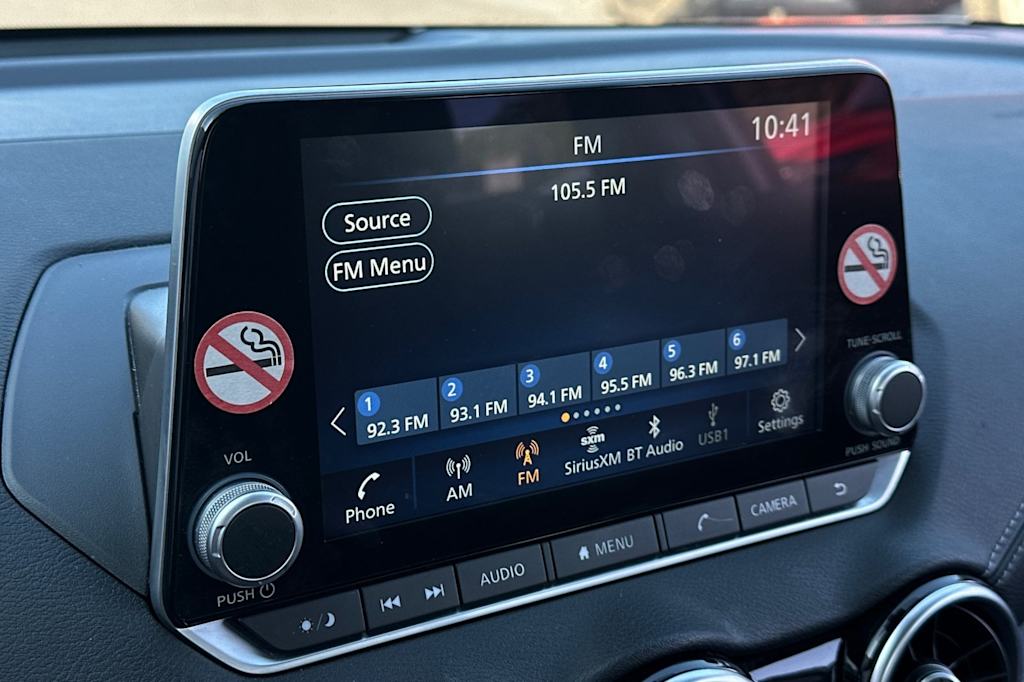 FM
10:41
105.5 FM
Source
FM Menu
1 92.3 FM
2 93.1 FM
3 94.1 FM
4 95.5 FM
5 96.3 FM
6 97.1 FM
Phone
AM
FM
sxm
SiriusXM
BT Audio
USB1
Settings
VOL
PUSH
TUNE·SCROLL
PUSH SOUND
AUDIO
MENU
CAMERA